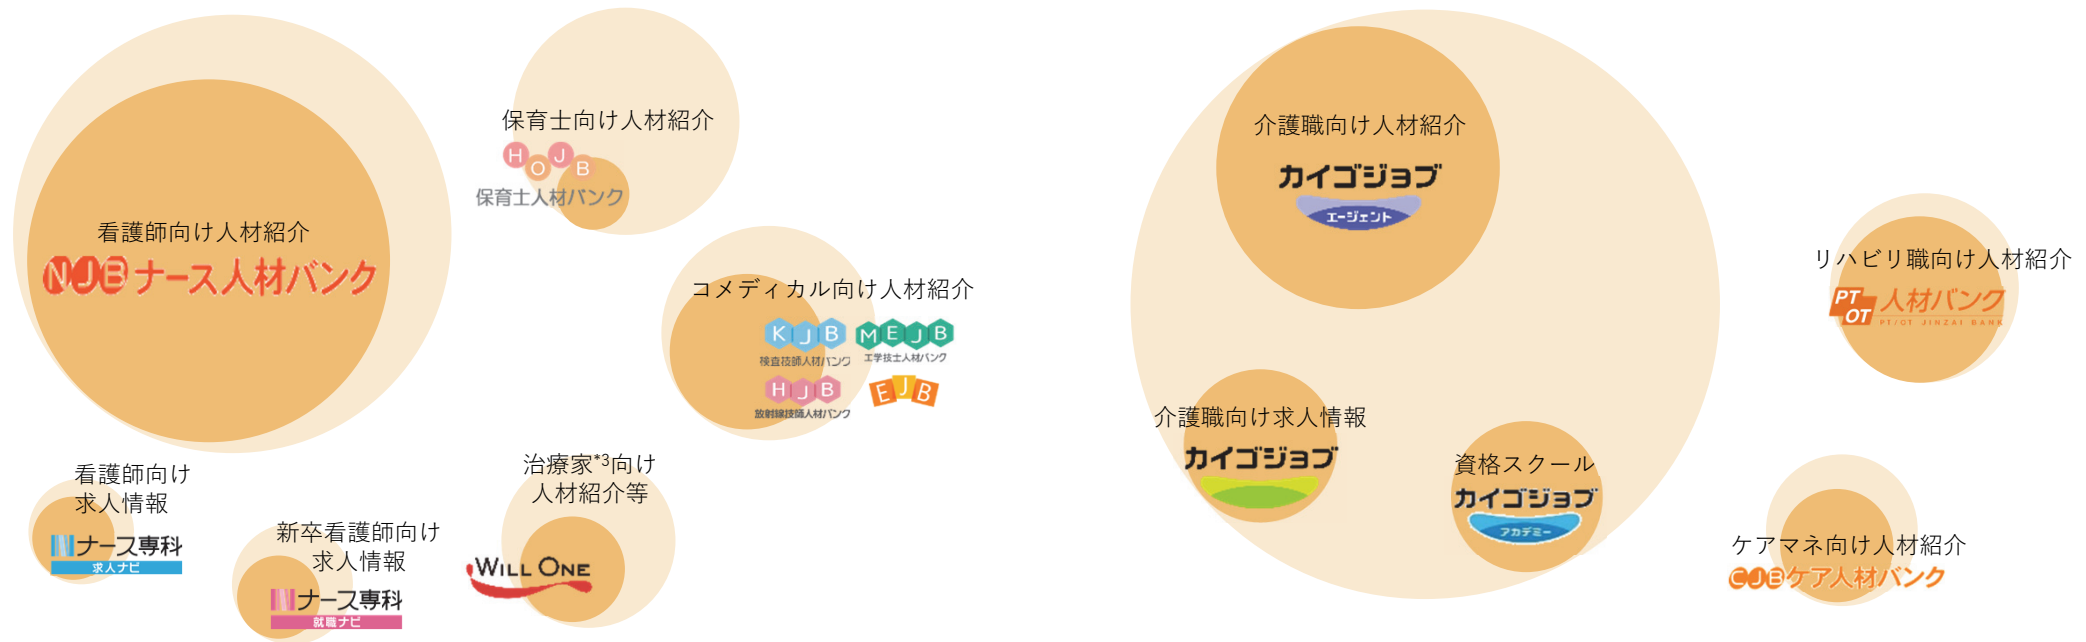 看護師向け人材紹介
NJB ナース人材バンク
看護師向け
求人情報
ナース専科
求人ナビ
新卒看護師向け
求人情報
ナース専科
就職ナビ
保育士向け人材紹介
HOJB
保育士人材バンク
コメディカル向け人材紹介
KJB
検査技師人材バンク
MEJB
工学技士人材バンク
HJB
放射線技師人材バンク
EJB
治療家*3向け
人材紹介等
WILL ONE
介護職向け人材紹介
カイゴジョブ
エージェント
介護職向け求人情報
カイゴジョブ
資格スクール
カイゴジョブ
アカデミー
リハビリ職向け人材紹介
PT OT 人材バンク
PT/OT JINZAI BANK
ケアマネ向け人材紹介
CJB ケア人材バンク